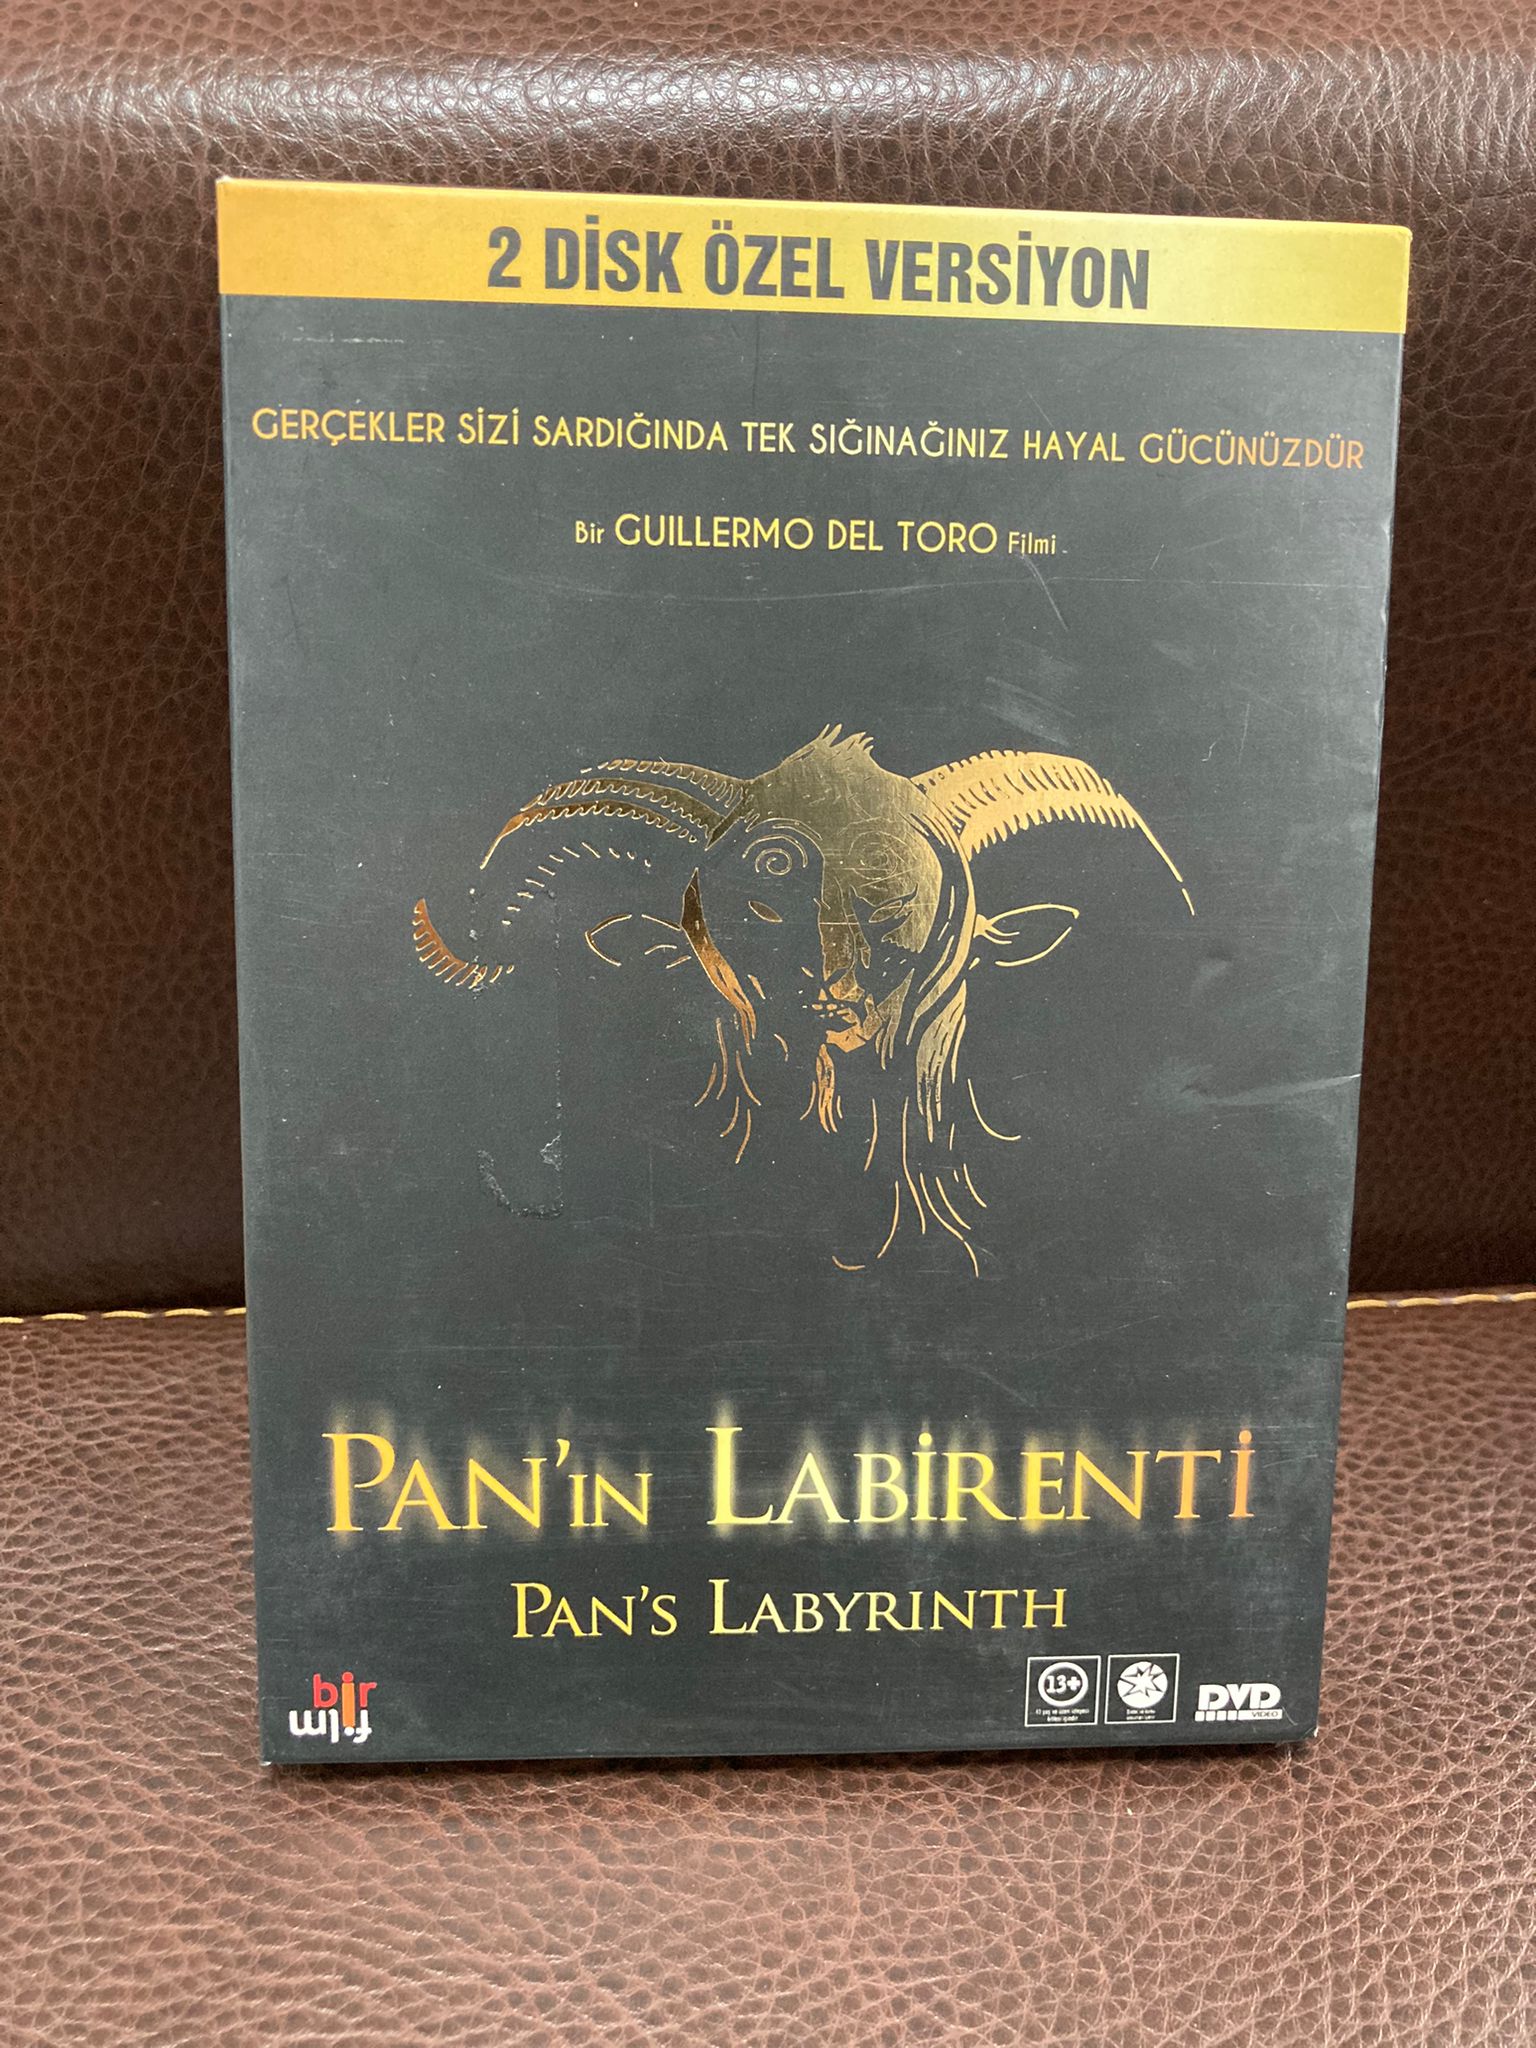 2 DİSK ÖZEL VERSİYON
GERÇEKLER SİZİ SARDIĞINDA TEK SIĞINAĞINIZ HAYAL GÜCÜNÜZDÜR
Bir GUILLERMO DEL TORO Filmi
PAN'IN LABİRENTİ
PAN'S LABYRINTH
bir
film
13+
DVD
VIDEO